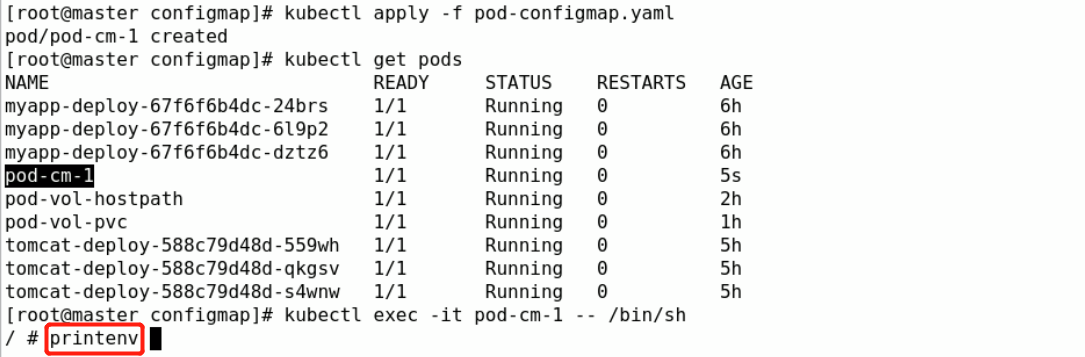 [root@master configmap]# kubectl apply -f pod-configmap.yaml
pod/pod-cm-1 created
[root@master configmap]# kubectl get pods
NAME READY STATUS RESTARTS AGE
myapp-deploy-67f6f6b4dc-24brs 1/1 Running 0 6h
myapp-deploy-67f6f6b4dc-6l9p2 1/1 Running 0 6h
myapp-deploy-67f6f6b4dc-dztz6 1/1 Running 0 6h
pod-cm-1 1/1 Running 0 5s
pod-vol-hostpath 1/1 Running 0 2h
pod-vol-pvc 1/1 Running 0 1h
tomcat-deploy-588c79d48d-559wh 1/1 Running 0 5h
tomcat-deploy-588c79d48d-qkgsv 1/1 Running 0 5h
tomcat-deploy-588c79d48d-s4wnw 1/1 Running 0 5h
[root@master configmap]# kubectl exec -it pod-cm-1 -- /bin/sh
/ # printenv